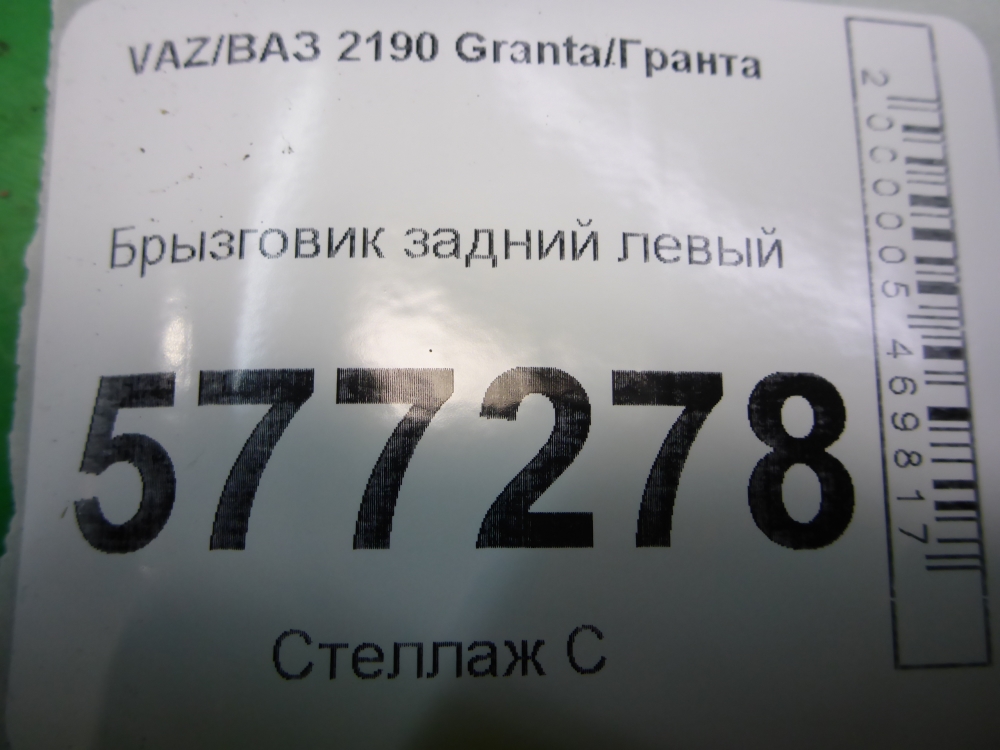 VAZ/ВАЗ 2190 Granta/Гранта
Брызговик задний левый
577278
Стеллаж С
2000005469817